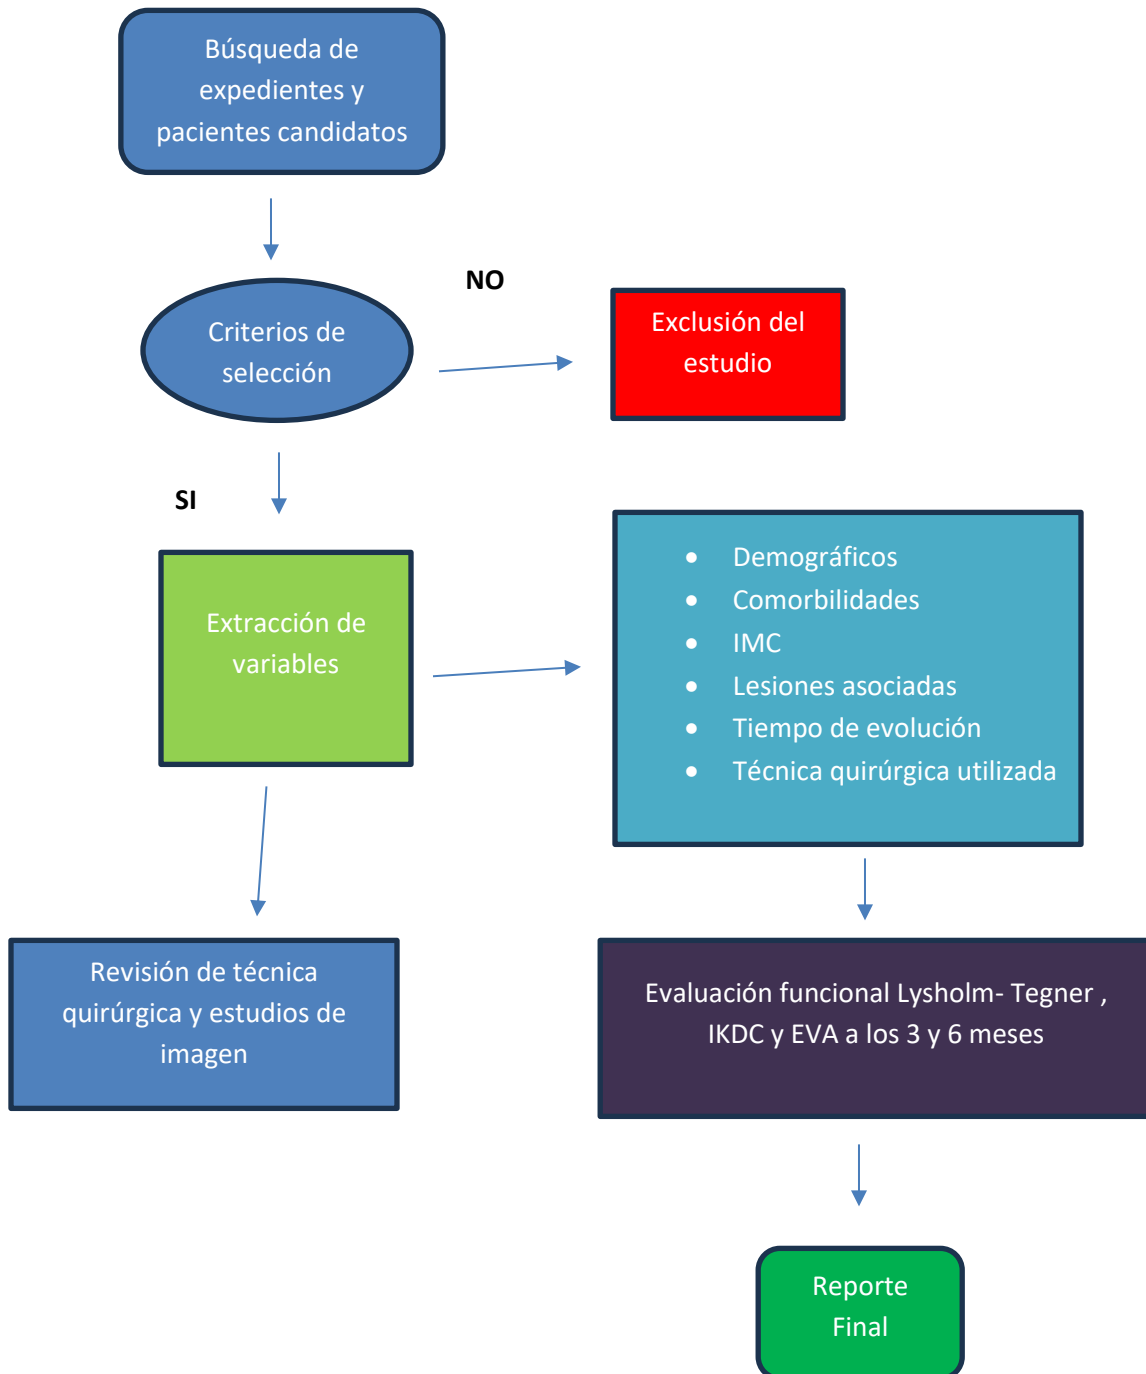 Búsqueda de
expedientes y
pacientes candidatos
NO
Criterios de
selección
Exclusión del
estudio
SI
Extracción de
variables
• Demográficos
• Comorbilidades
• IMC
• Lesiones asociadas
• Tiempo de evolución
• Técnica quirúrgica utilizada
Revisión de técnica
quirúrgica y estudios de
imagen
Evaluación funcional Lysholm- Tegner ,
IKDC y EVA a los 3 y 6 meses
Reporte
Final